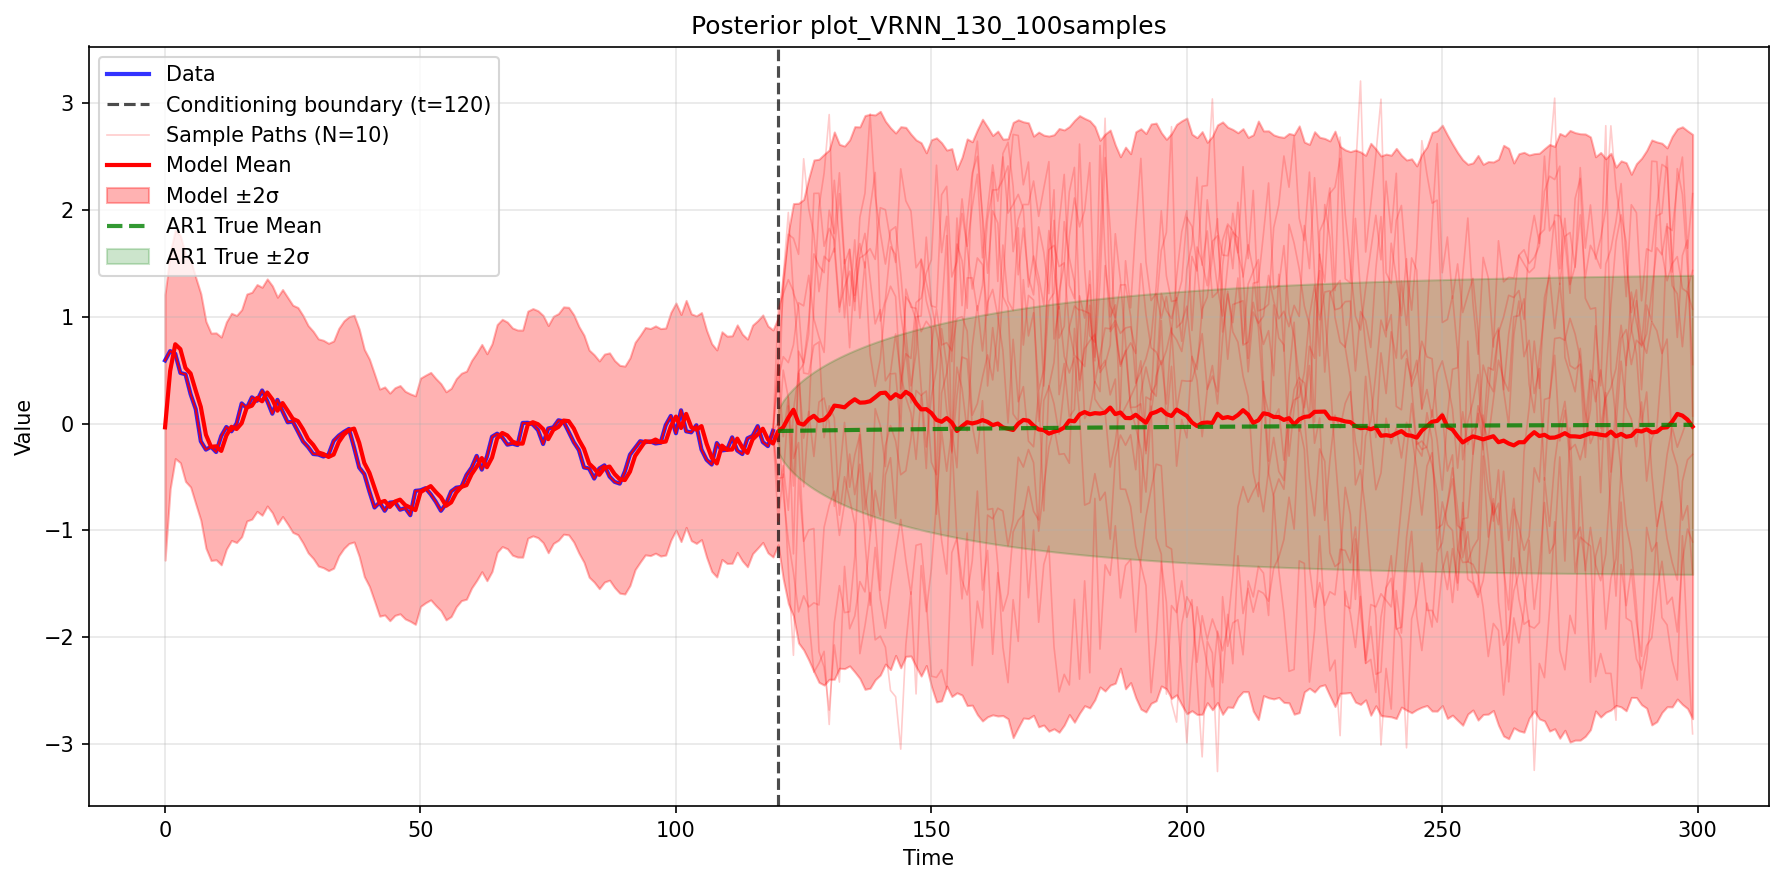 Posterior plot_VRNN_130_100samples
Data
Conditioning boundary (t=120)
Sample Paths (N=10)
Model Mean
Model ±2σ
AR1 True Mean
AR1 True ±2σ
Value
3
2
1
0
−1
−2
−3
0 50 100 150 200 250 300
Time